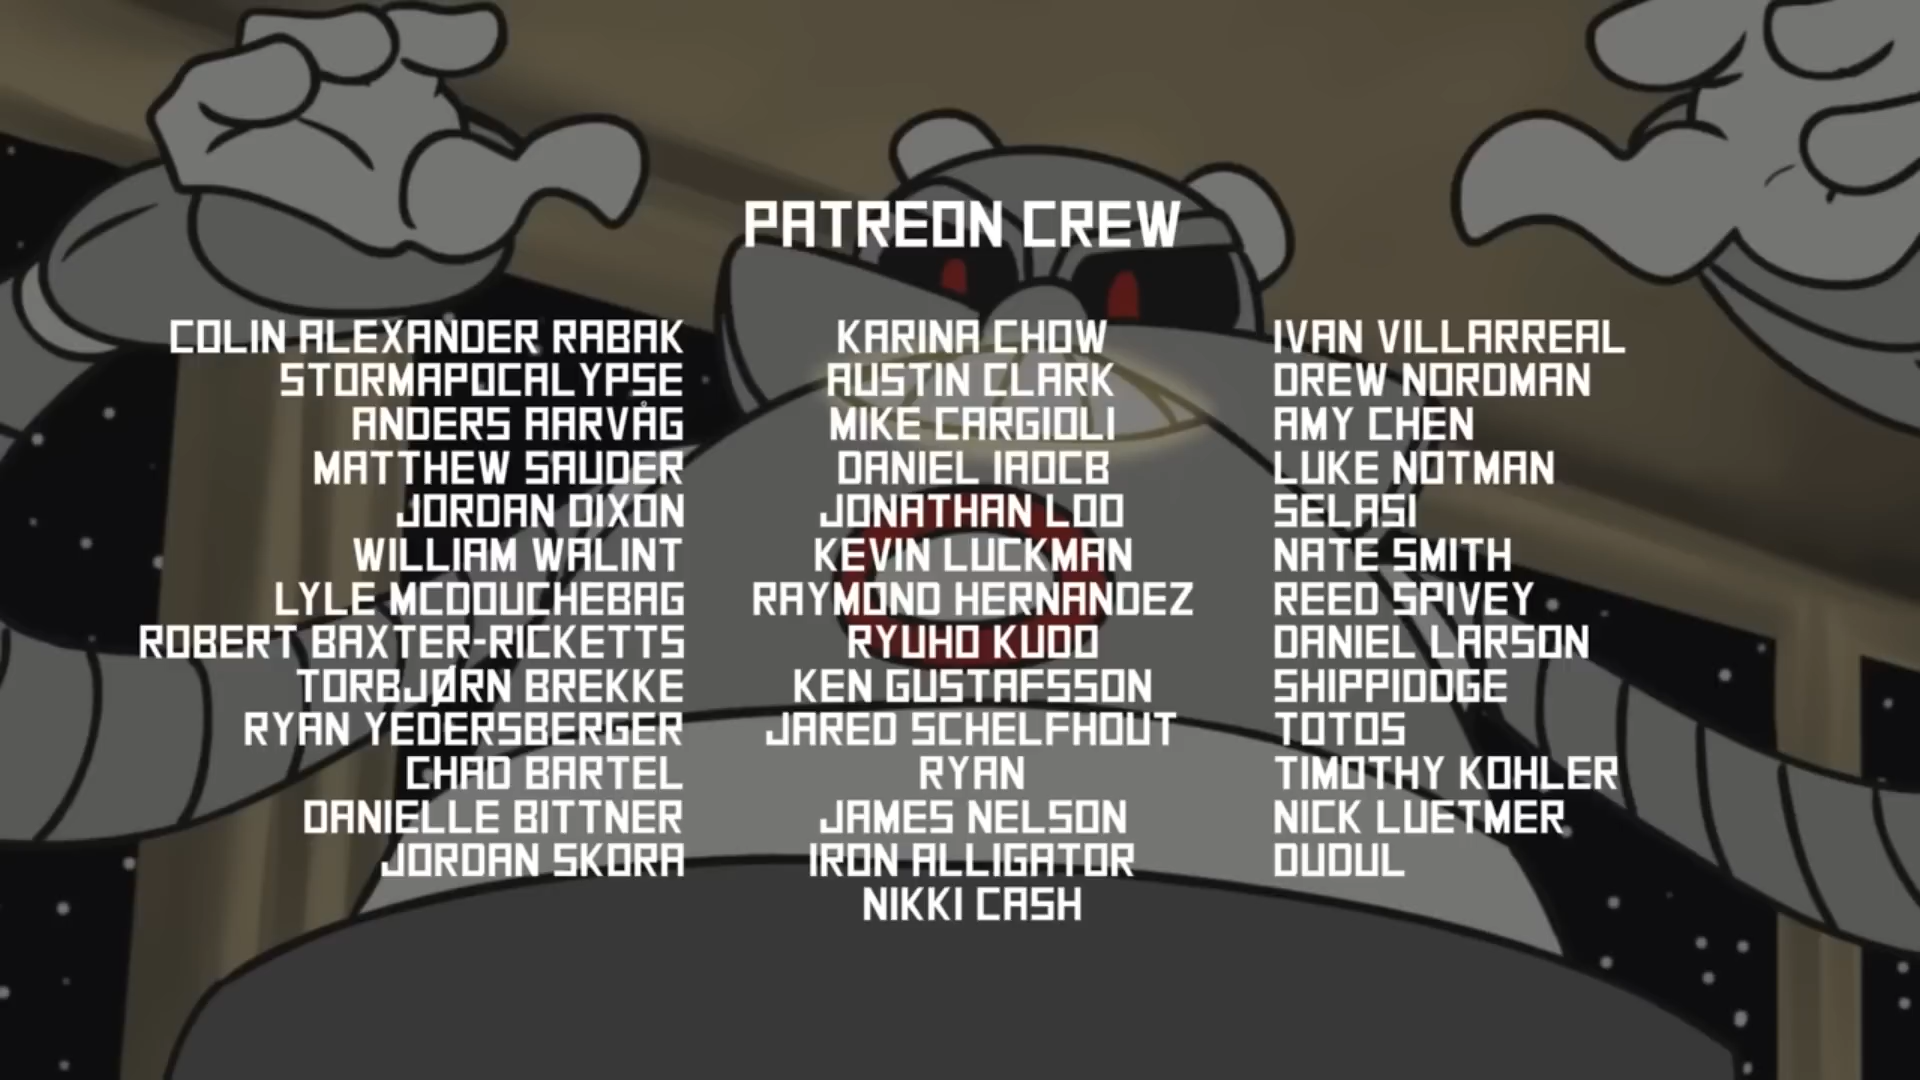 PATREON CREW
COLIN ALEXANDER RABAK
STORMAPOCALYPSE
ANDERS AARVÅG
MATTHEW SAUDER
JORDAN DIXON
WILLIAM WALINT
LYLE MCDOUCHEBAG
ROBERT BAXTER-RICKETTS
TORBJØRN BREKKE
RYAN YEDERSBERGER
CHAD BARTEL
DANIELLE BITTNER
JORDAN SKORA
KARINA CHOW
AUSTIN CLARK
MIKE CARGIOLI
DANIEL IAOCB
JONATHAN LOO
KEVIN LUCKMAN
RAYMOND HERNANDEZ
RYUHO KUDO
KEN GUSTAFSSON
JARED SCHELFHOUT
RYAN
JAMES NELSON
IRON ALLIGATOR
NIKKI CASH
IVAN VILLARREAL
DREW NORDMAN
AMY CHEN
LUKE NOTMAN
SELASI
NATE SMITH
REED SPIVEY
DANIEL LARSON
SHIPPIDOGE
TOTOS
TIMOTHY KOHLER
NICK LUETMER
DUDUL